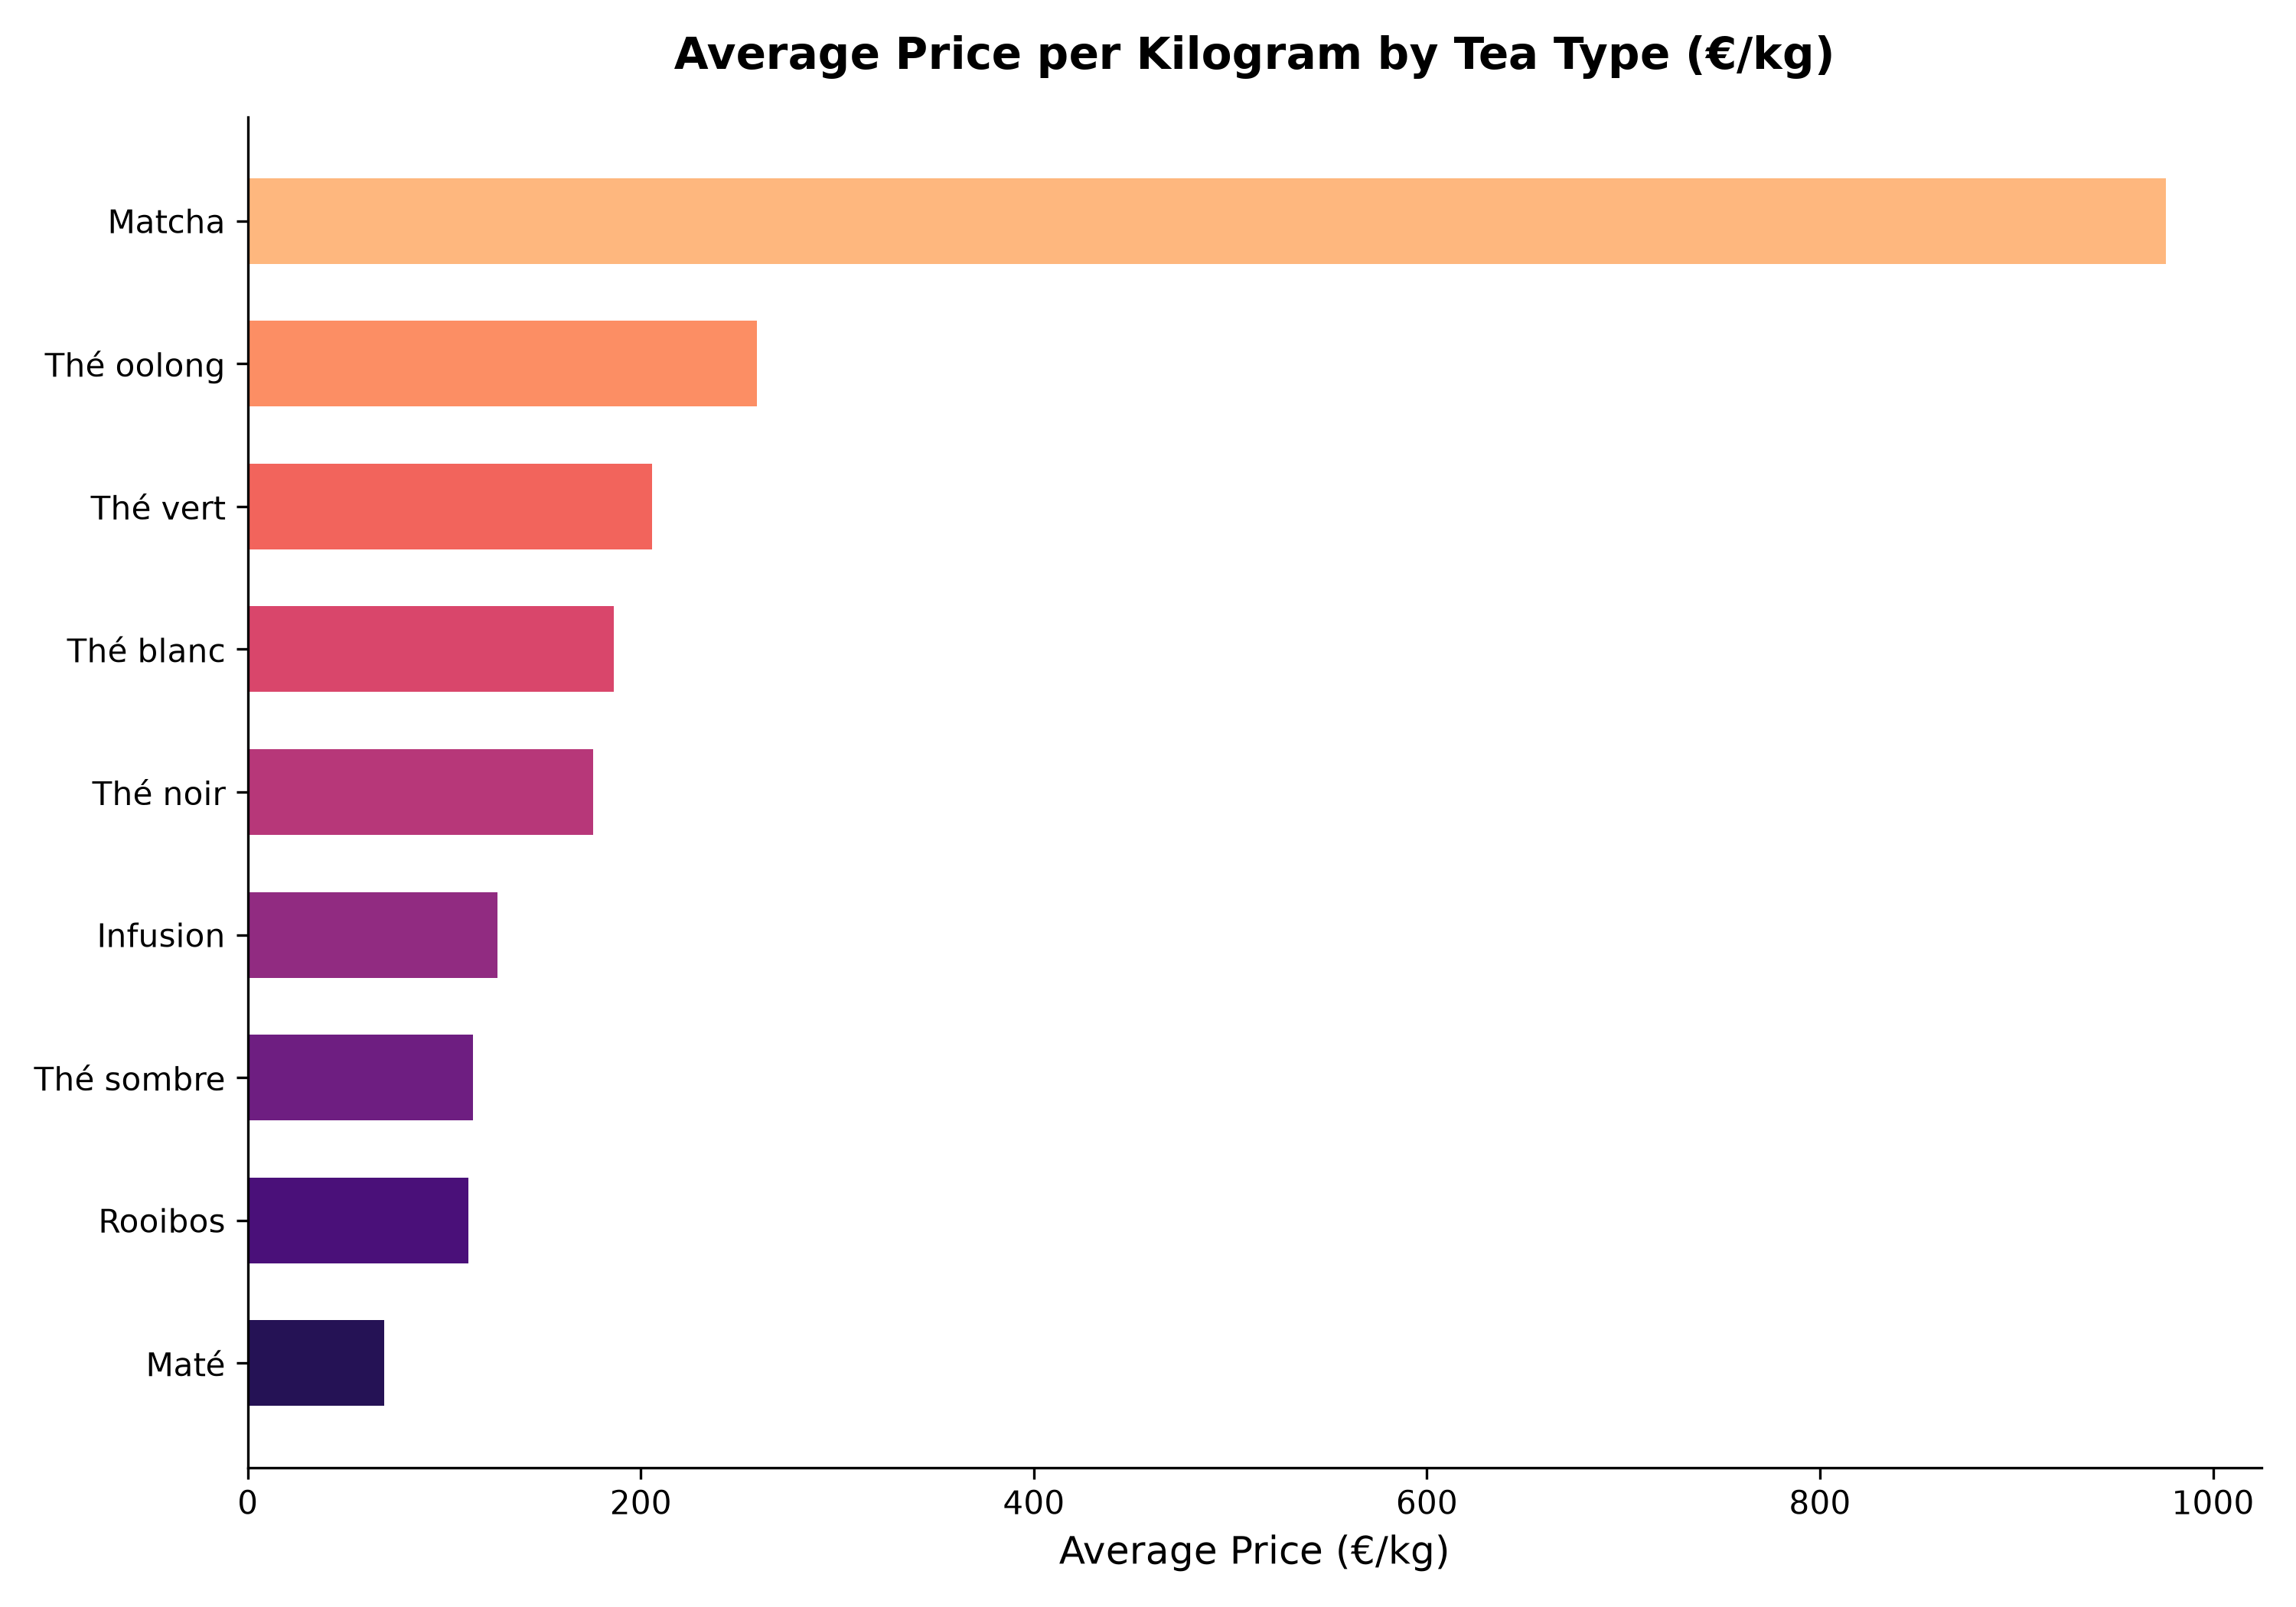 Average Price per Kilogram by Tea Type (€/kg)
Matcha
Thé oolong
Thé vert
Thé blanc
Thé noir
Infusion
Thé sombre
Rooibos
Maté
0 200 400 600 800 1000
Average Price (€/kg)